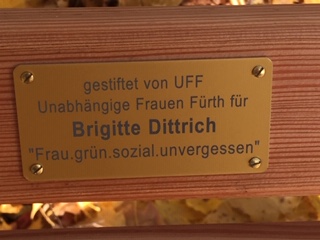 gestiftet von UFF
Unabhängige Frauen Fürth für
Brigitte Dittrich
"Frau.grün.sozial.unvergessen"